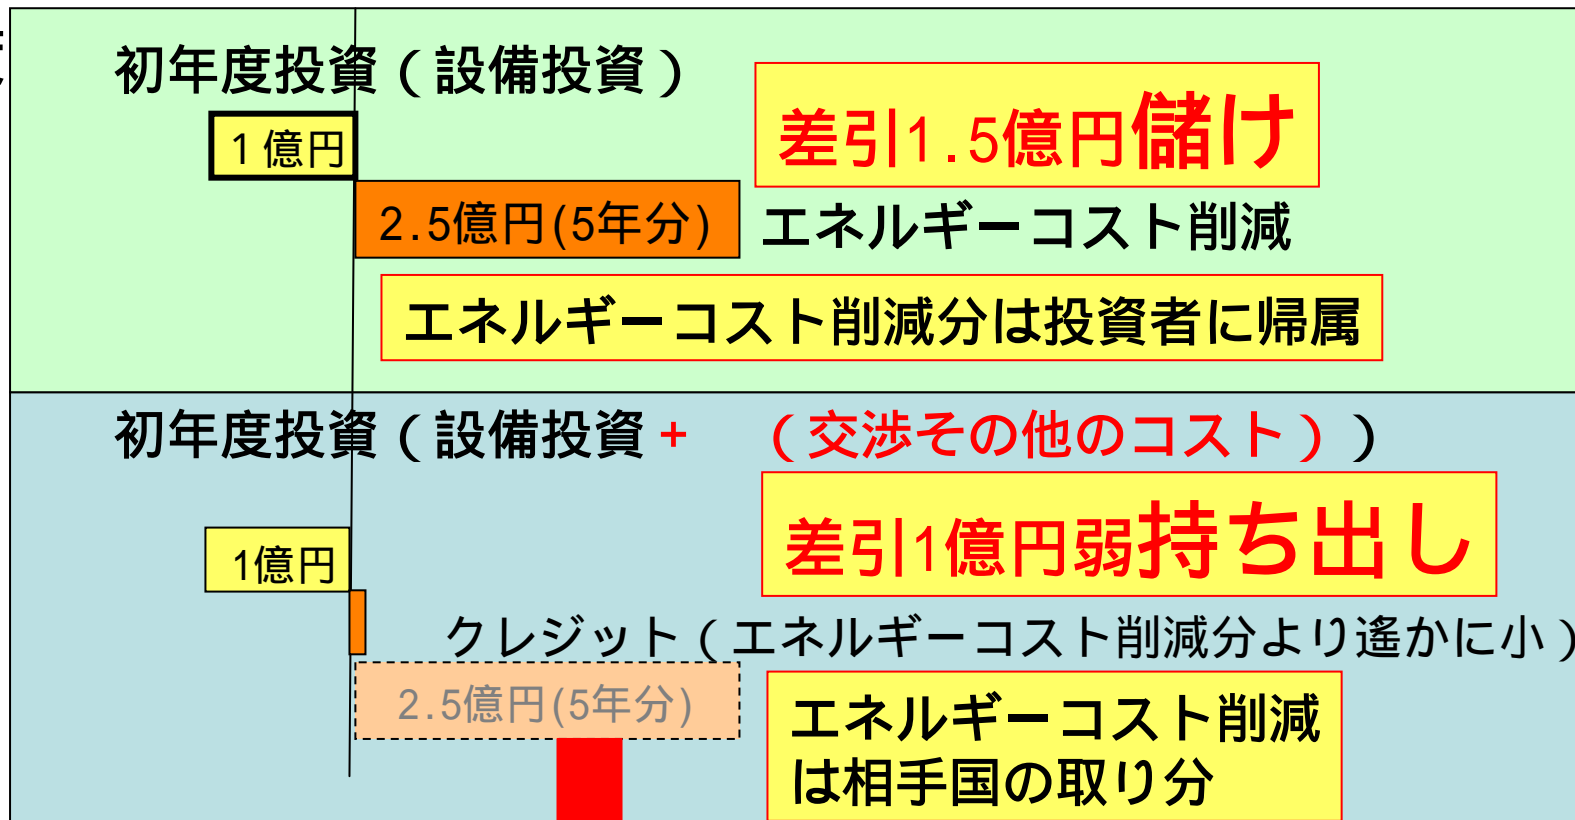 初年度投資（設備投資）
1億円
差引1.5億円儲け
2.5億円(5年分)
エネルギーコスト削減
エネルギーコスト削減分は投資者に帰属
初年度投資（設備投資+　（交渉その他のコスト））
差引1億円弱持ち出し
1億円
クレジット（エネルギーコスト削減分より遙かに小）
2.5億円(5年分)
エネルギーコスト削減
は相手国の取り分